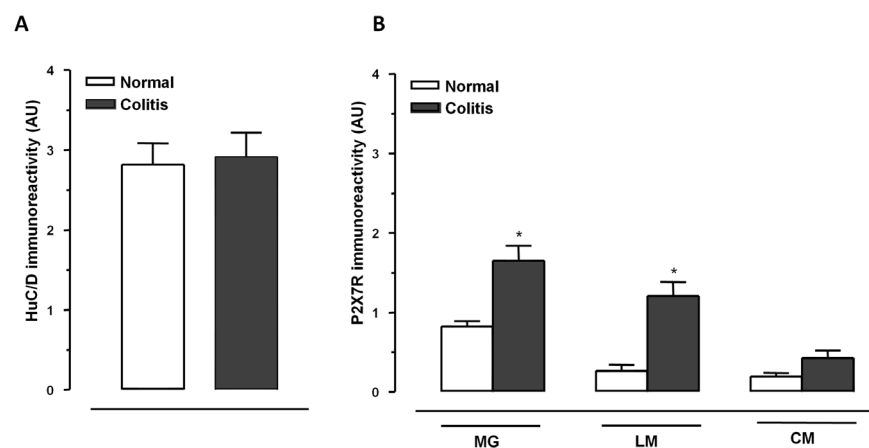 A
HuC/D immunoreactivity (AU)
Normal
Colitis
4
3
2
1
0
B
P2X7R immunoreactivity (AU)
Normal
Colitis
4
3
2
1
0
*
*
MG
LM
CM